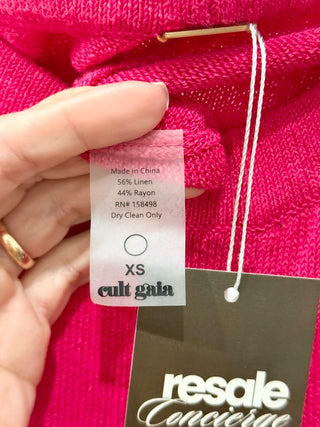 Made in China
56% Linen
44% Rayon
RN# 158498
Dry Clean Only
XS
cult gaia
resale
Concierge